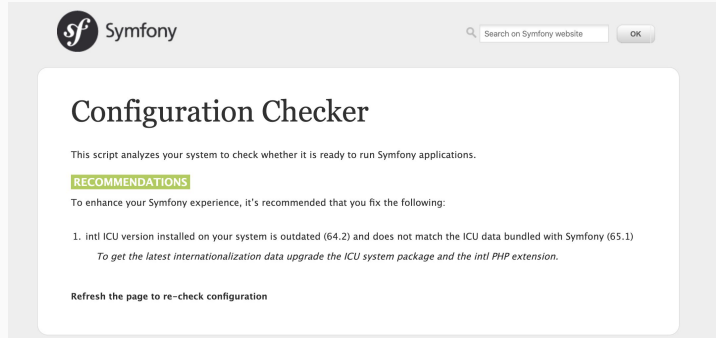 sf Symfony
Search on Symfony website OK
Configuration Checker
This script analyzes your system to check whether it is ready to run Symfony applications.
RECOMMENDATIONS
To enhance your Symfony experience, it's recommended that you fix the following:
1. intl ICU version installed on your system is outdated (64.2) and does not match the ICU data bundled with Symfony (65.1)
To get the latest internationalization data upgrade the ICU system package and the intl PHP extension.
Refresh the page to re-check configuration